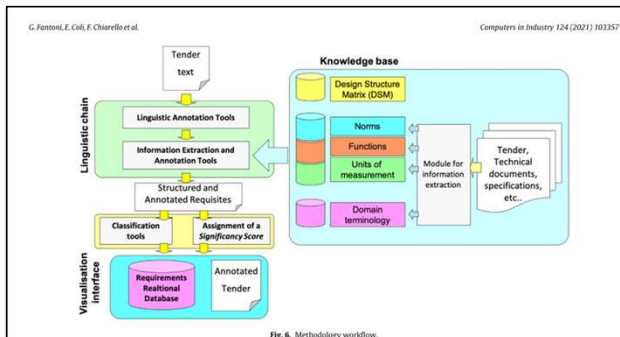 G. Fantoni, E. Coli, F. Chiarello et al.
Computers in Industry 124 (2021) 103357
Knowledge base
Tender
text
Design Structure
Matrix (DSM)
Linguistic chain
Linguistic Annotation Tools
Information Extraction and
Annotation Tools
Norms
Functions
Units of
measurement
Domain
terminology
Module for
information
extraction
Tender,
Technical
documents,
specifications,
etc..
Structured and
Annotated Requisites
Classification
tools
Assignment of a
Significancy Score
Visualisation
interface
Requirements
Realtional
Database
Annotated
Tender
Fig. 6. Methodology workflow.